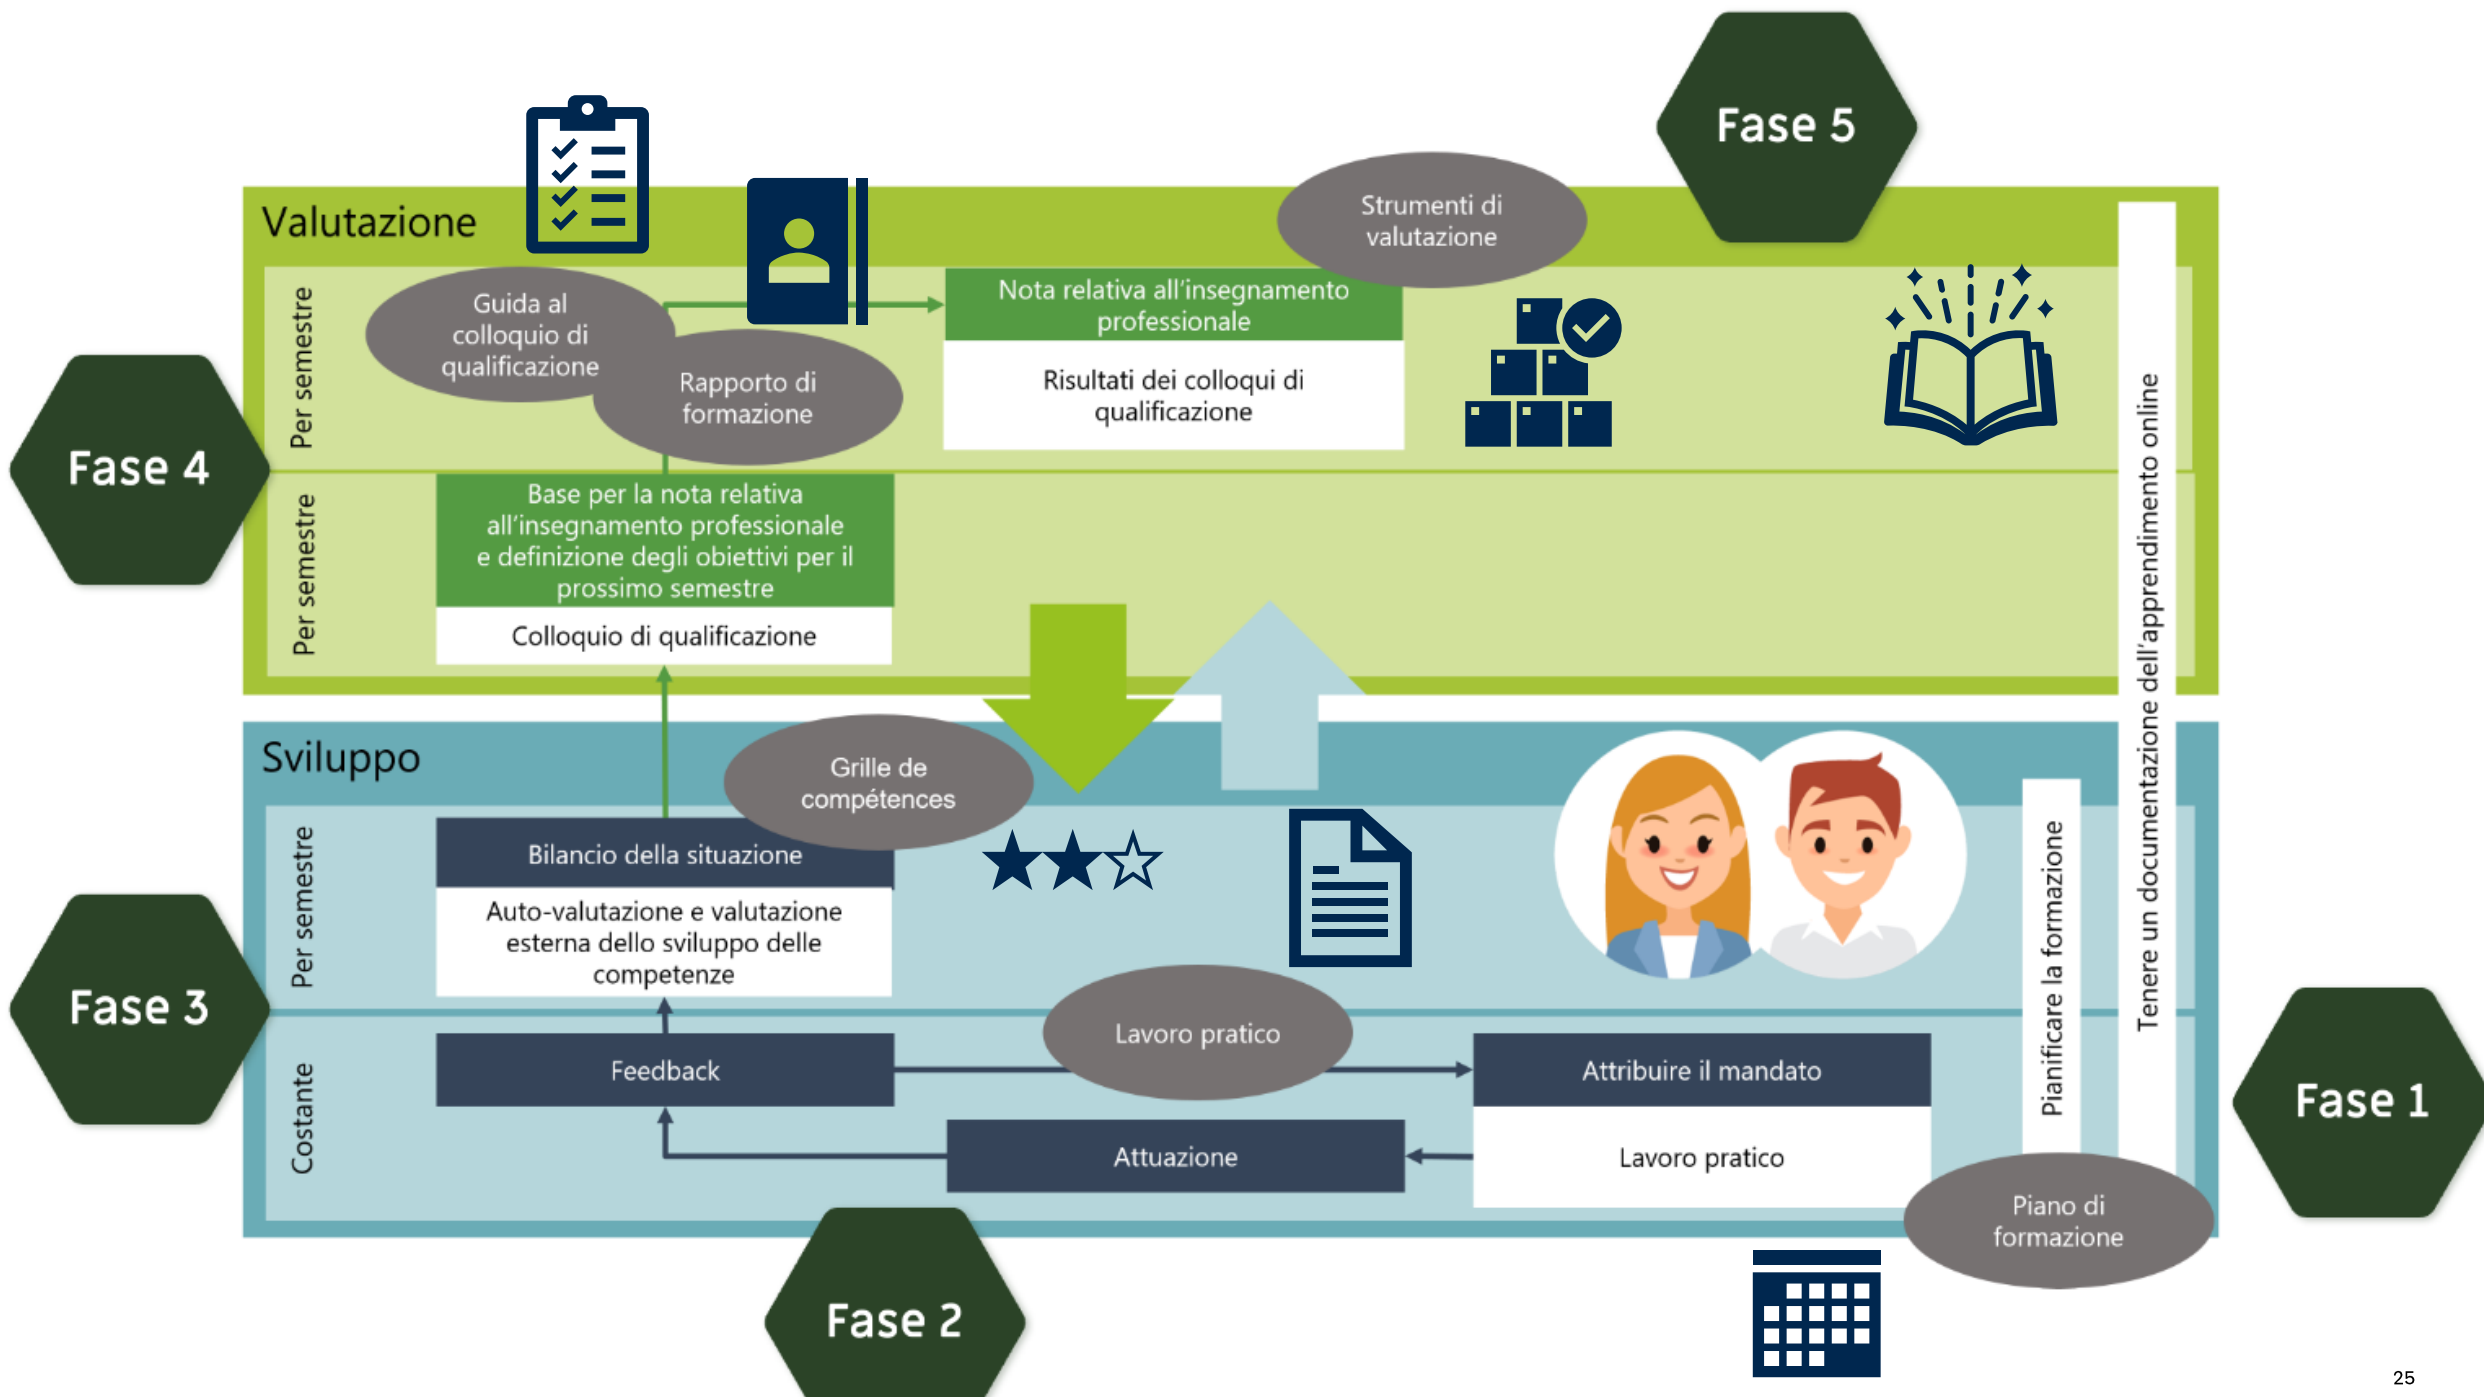 Fase 5
Valutazione
Strumenti di
valutazione
Per semestre
Guida al
colloquio di
qualificazione
Rapporto di
formazione
Nota relativa all'insegnamento
professionale
Risultati dei colloqui di
qualificazione
Fase 4
Per semestre
Base per la nota relativa
all'insegnamento professionale
e definizione degli obiettivi per il
prossimo semestre
Colloquio di qualificazione
Tenere un documentazione dell'apprendimento online
Sviluppo
Grille de
compétences
Per semestre
Bilancio della situazione
Auto-valutazione e valutazione
esterna dello sviluppo delle
competenze
Pianificare la formazione
Fase 3
Costante
Feedback
Lavoro pratico
Attribuire il mandato
Lavoro pratico
Attuazione
Fase 1
Piano di
formazione
Fase 2
25